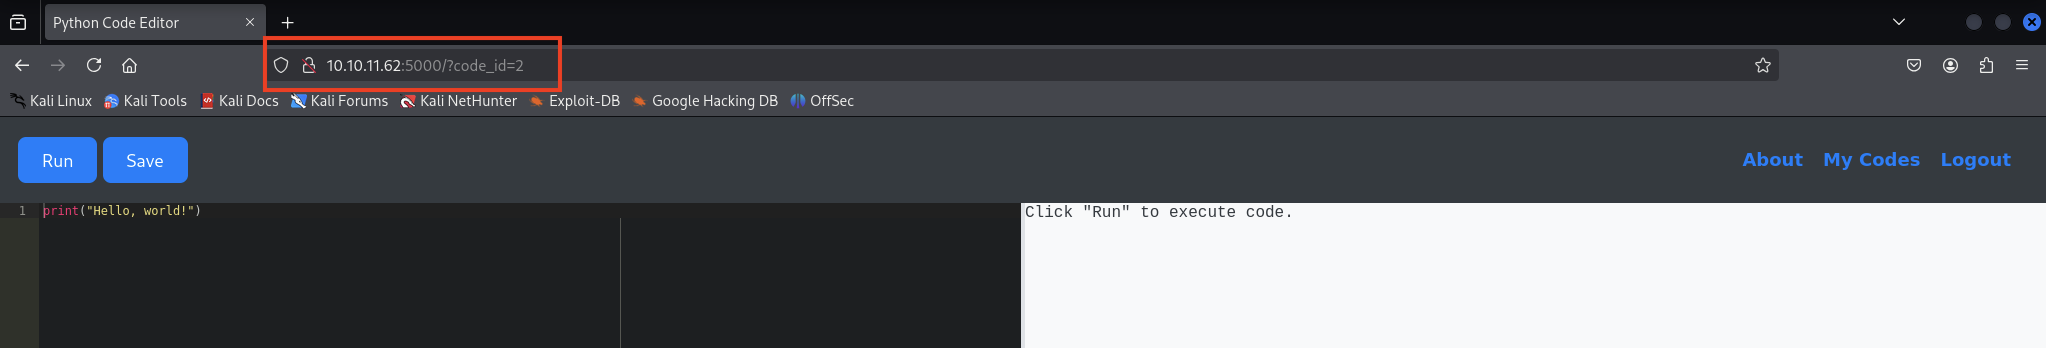 Python Code Editor
10.10.11.62:5000/?code_id=2
Kali Linux Kali Tools Kali Docs Kali Forums Kali NetHunter Exploit-DB Google Hacking DB OffSec
Run Save About My Codes Logout
1 print("Hello, world!")
Click "Run" to execute code.